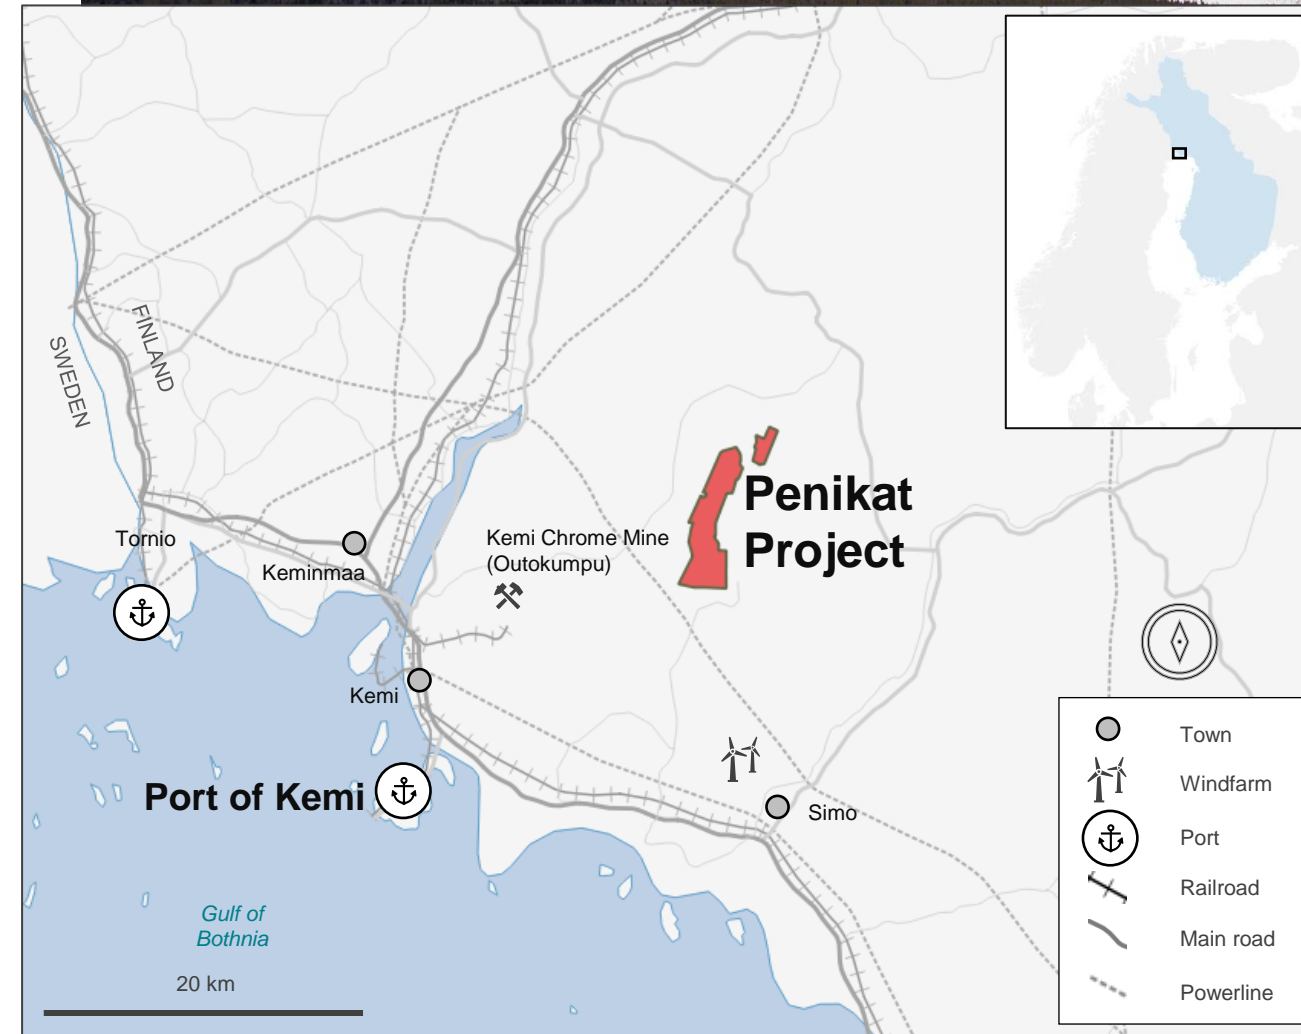 FINLAND
SWEDEN
Penikat
Project
Kemi Chrome Mine
(Outokumpu)
Tornio
Keminmaa
Kemi
Port of Kemi
Simo
Gulf of
Bothnia
20 km
Town
Windfarm
Port
Railroad
Main road
Powerline